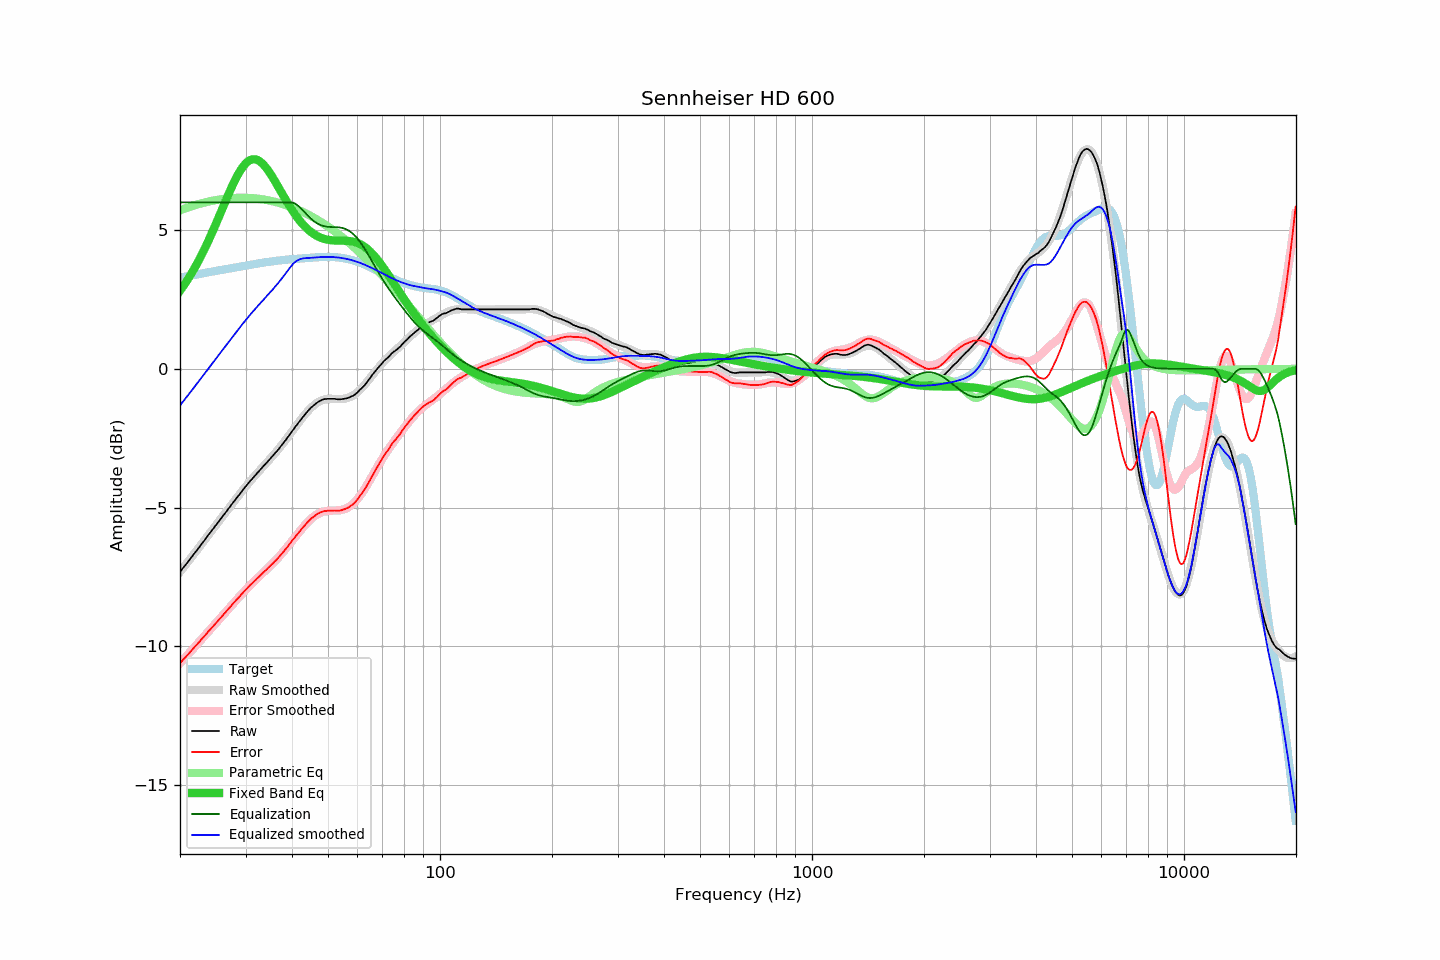 Sennheiser HD 600
5
0
−5
−10
−15
Amplitude (dBr)
Target
Raw Smoothed
Error Smoothed
Raw
Error
Parametric Eq
Fixed Band Eq
Equalization
Equalized smoothed
100
1000
10000
Frequency (Hz)